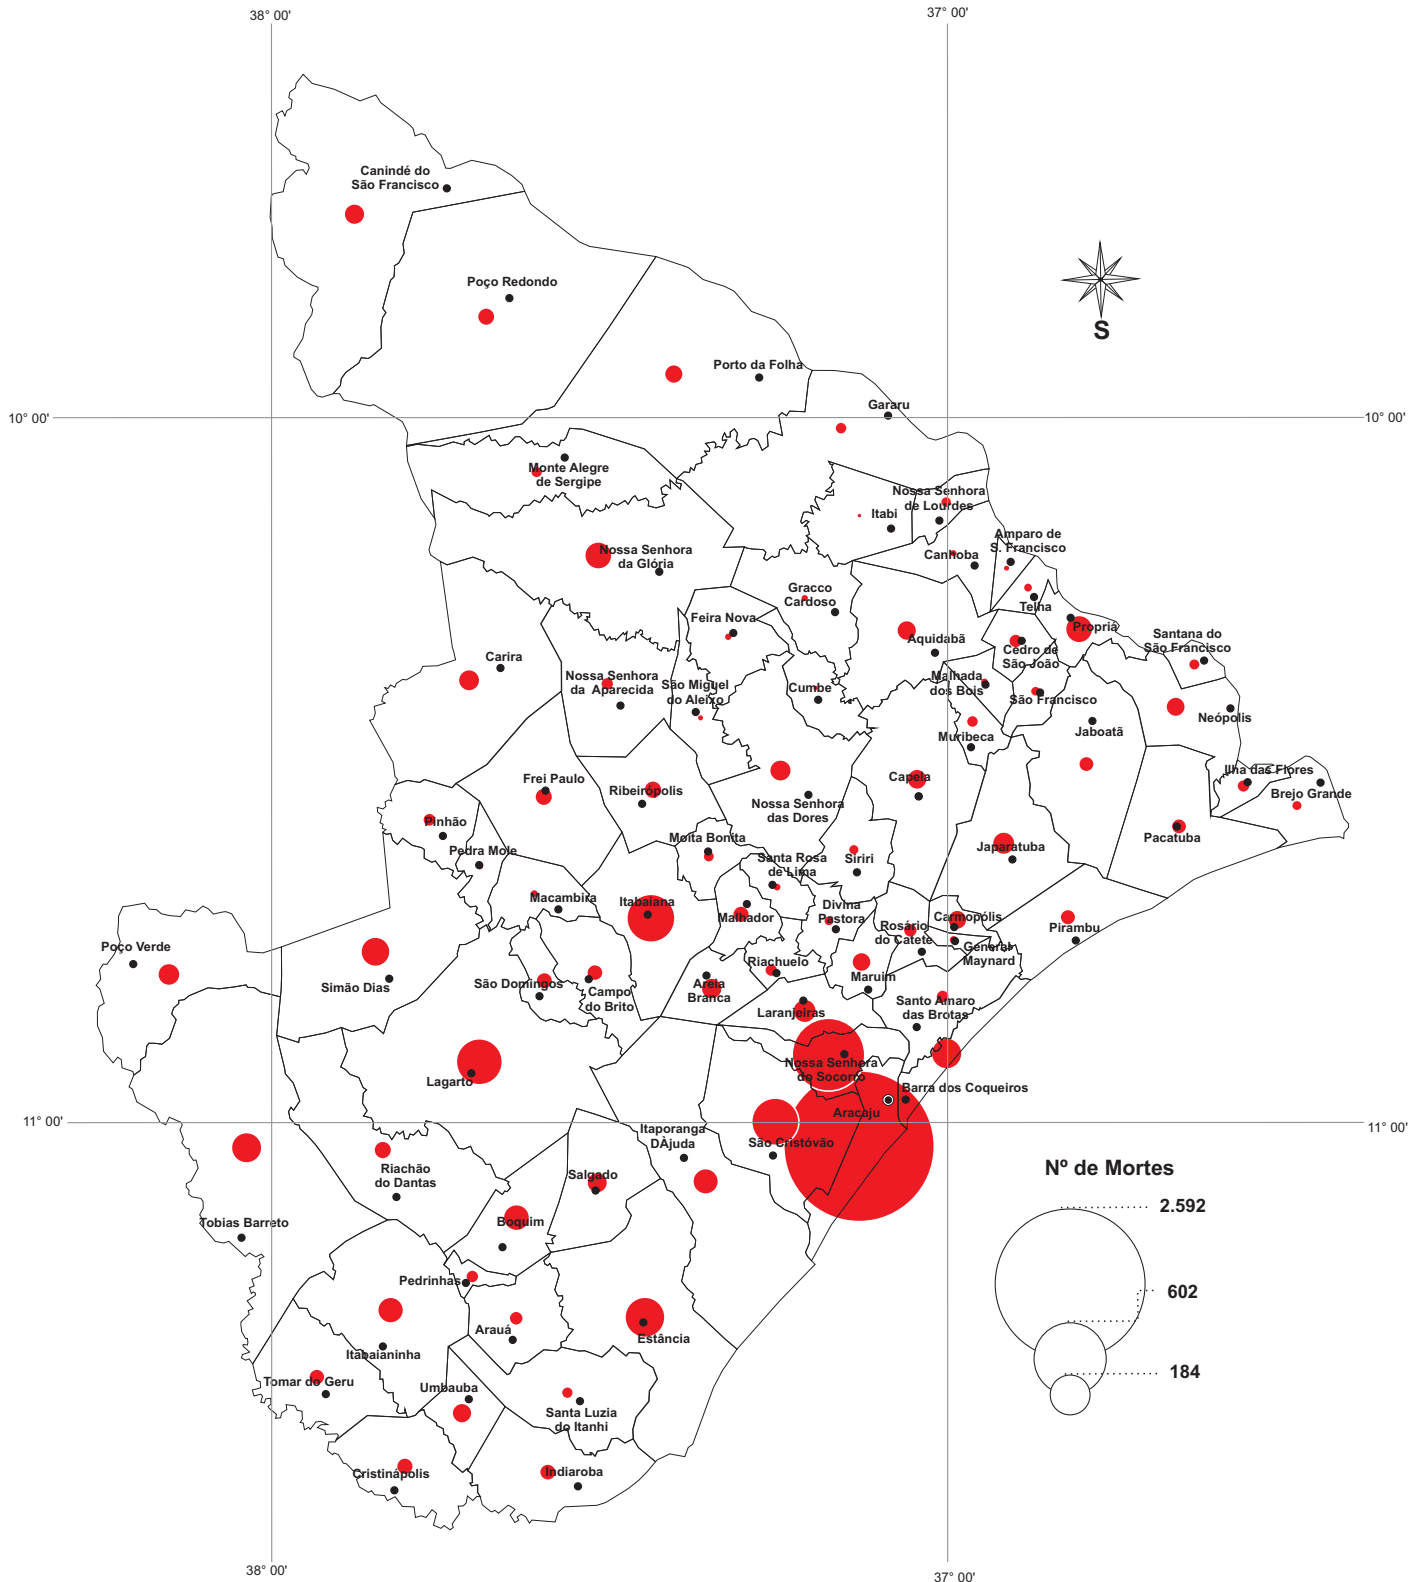 38° 00'
37° 00'
Canindé do
São Francisco
Poço Redondo
S
Porto da Folha
Gararu
10° 00'
10° 00'
Monte Alegre
de Sergipe
Nossa Senhora
de Lourdes
Itabi
Amparo de
S. Francisco
Canhoba
Nossa Senhora
da Glória
Gracco
Cardoso
Telha
Feira Nova
Propriá
Aquidabã
Santana do
São Francisco
Cedro de
São João
Carira
Nossa Senhora
da Aparecida
São Miguel
do Aleixo
Cumbe
Malhada
dos Bois
São Francisco
Neópolis
Jaboatã
Muribeca
Frei Paulo
Ribeirópolis
Capela
Ilha das Flores
Brejo Grande
Nossa Senhora
das Dores
Pinhão
Moita Bonita
Pacatuba
Pedra Mole
Santa Rosa
de Lima
Siriri
Japaratuba
Macambira
Itabaiana
Malhador
Divina
Pastora
Carmopólis
Rosário
do Catete
Pirambu
General
Maynard
Poço Verde
Simão Dias
São Domingos
Campo
do Brito
Riachuelo
Areia
Branca
Maruim
Santo Amaro
das Brotas
Laranjeiras
Nossa Senhora
do Socorro
Lagarto
Barra dos Coqueiros
Aracaju
11° 00'
11° 00'
Itaporanga
DÀjuda
São Cristóvão
Riachão
do Dantas
Salgado
Nº de Mortes
2.592
Tobias Barreto
Boquim
Pedrinhas
602
Arauá
Estância
Itabaianinha
184
Tomar do Geru
Umbauba
Santa Luzia
do Itanhi
Cristinápolis
Indiaroba
38° 00'
37° 00'